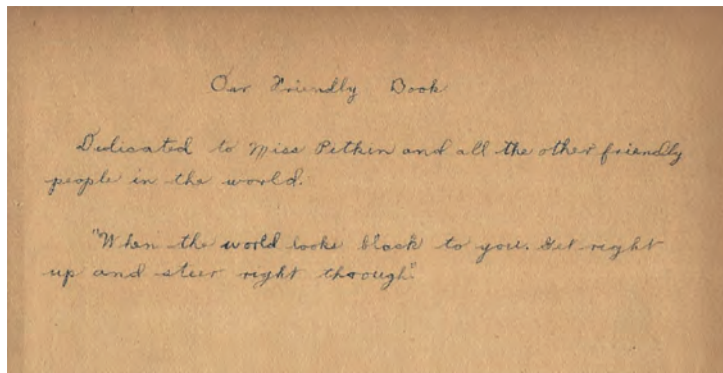 Our Friendly Book
Dedicated to Miss Pitkin and all the other friendly
people in the world.
"When the world looks black to you. Get right
up and steer right through."